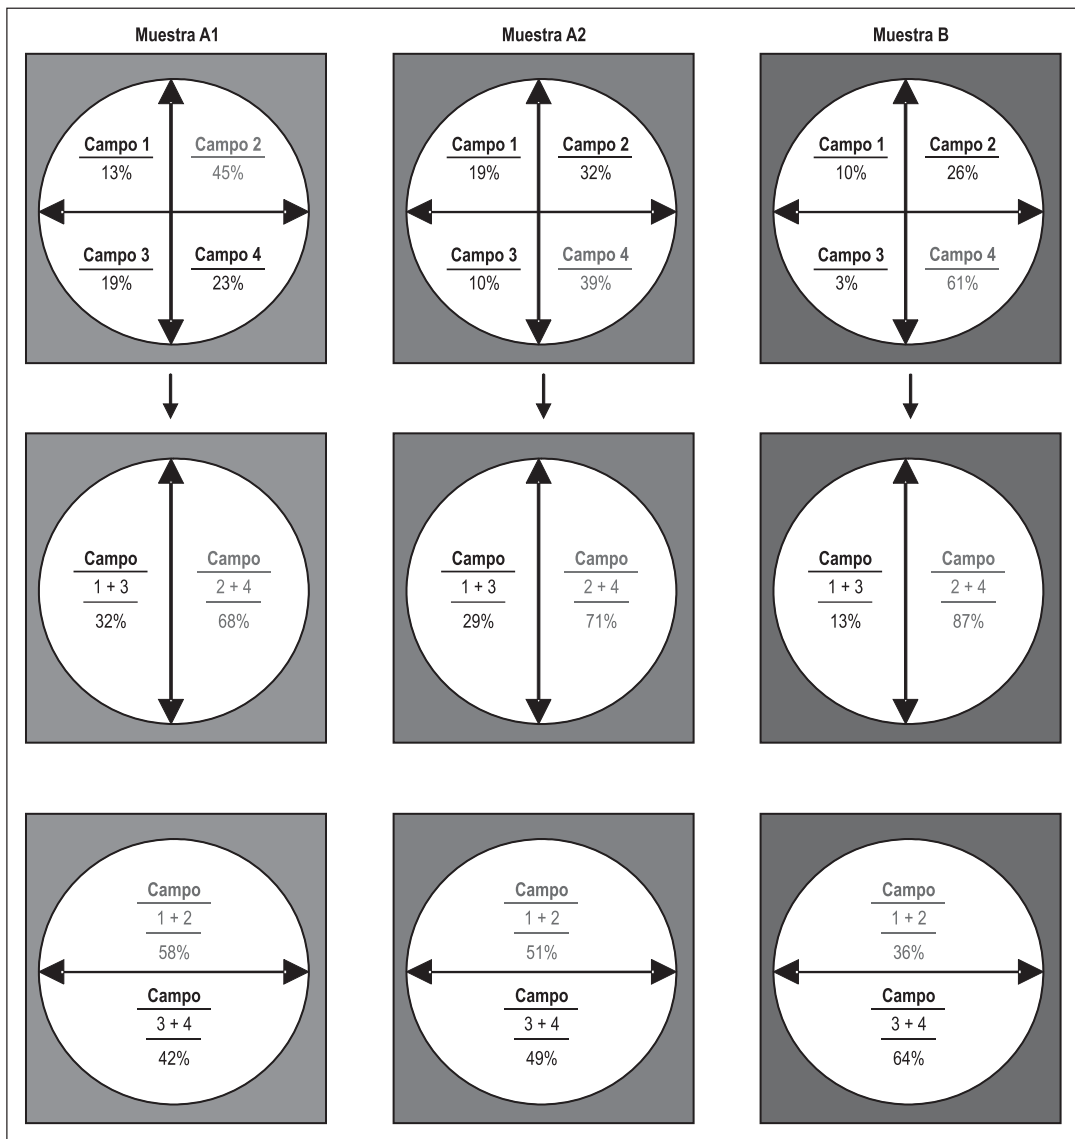 Muestra A1
Muestra A2
Muestra B
Campo 1
13%
Campo 2
45%
Campo 3
19%
Campo 4
23%
Campo 1
19%
Campo 2
32%
Campo 3
10%
Campo 4
39%
Campo 1
10%
Campo 2
26%
Campo 3
3%
Campo 4
61%
Campo
1 + 3
32%
Campo
2 + 4
68%
Campo
1 + 3
29%
Campo
2 + 4
71%
Campo
1 + 3
13%
Campo
2 + 4
87%
Campo
1 + 2
58%
Campo
3 + 4
42%
Campo
1 + 2
51%
Campo
3 + 4
49%
Campo
1 + 2
36%
Campo
3 + 4
64%